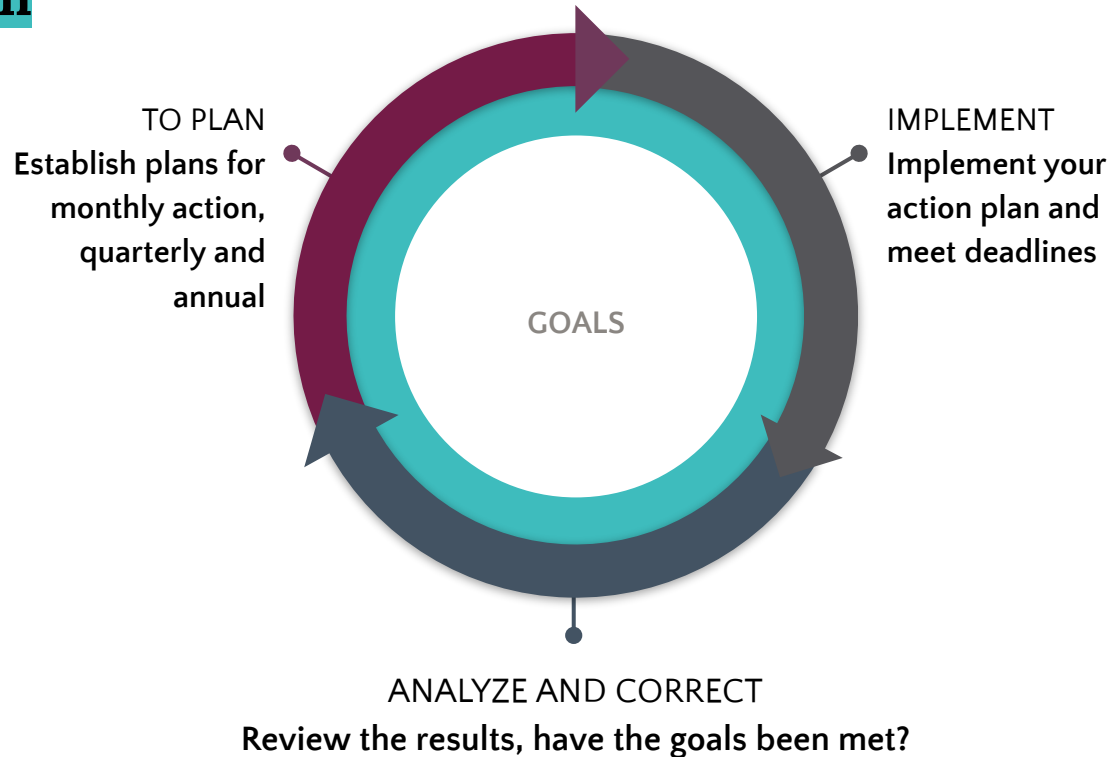 TO PLAN
Establish plans for
monthly action,
quarterly and
annual
IMPLEMENT
Implement your
action plan and
meet deadlines
GOALS
ANALYZE AND CORRECT
Review the results, have the goals been met?